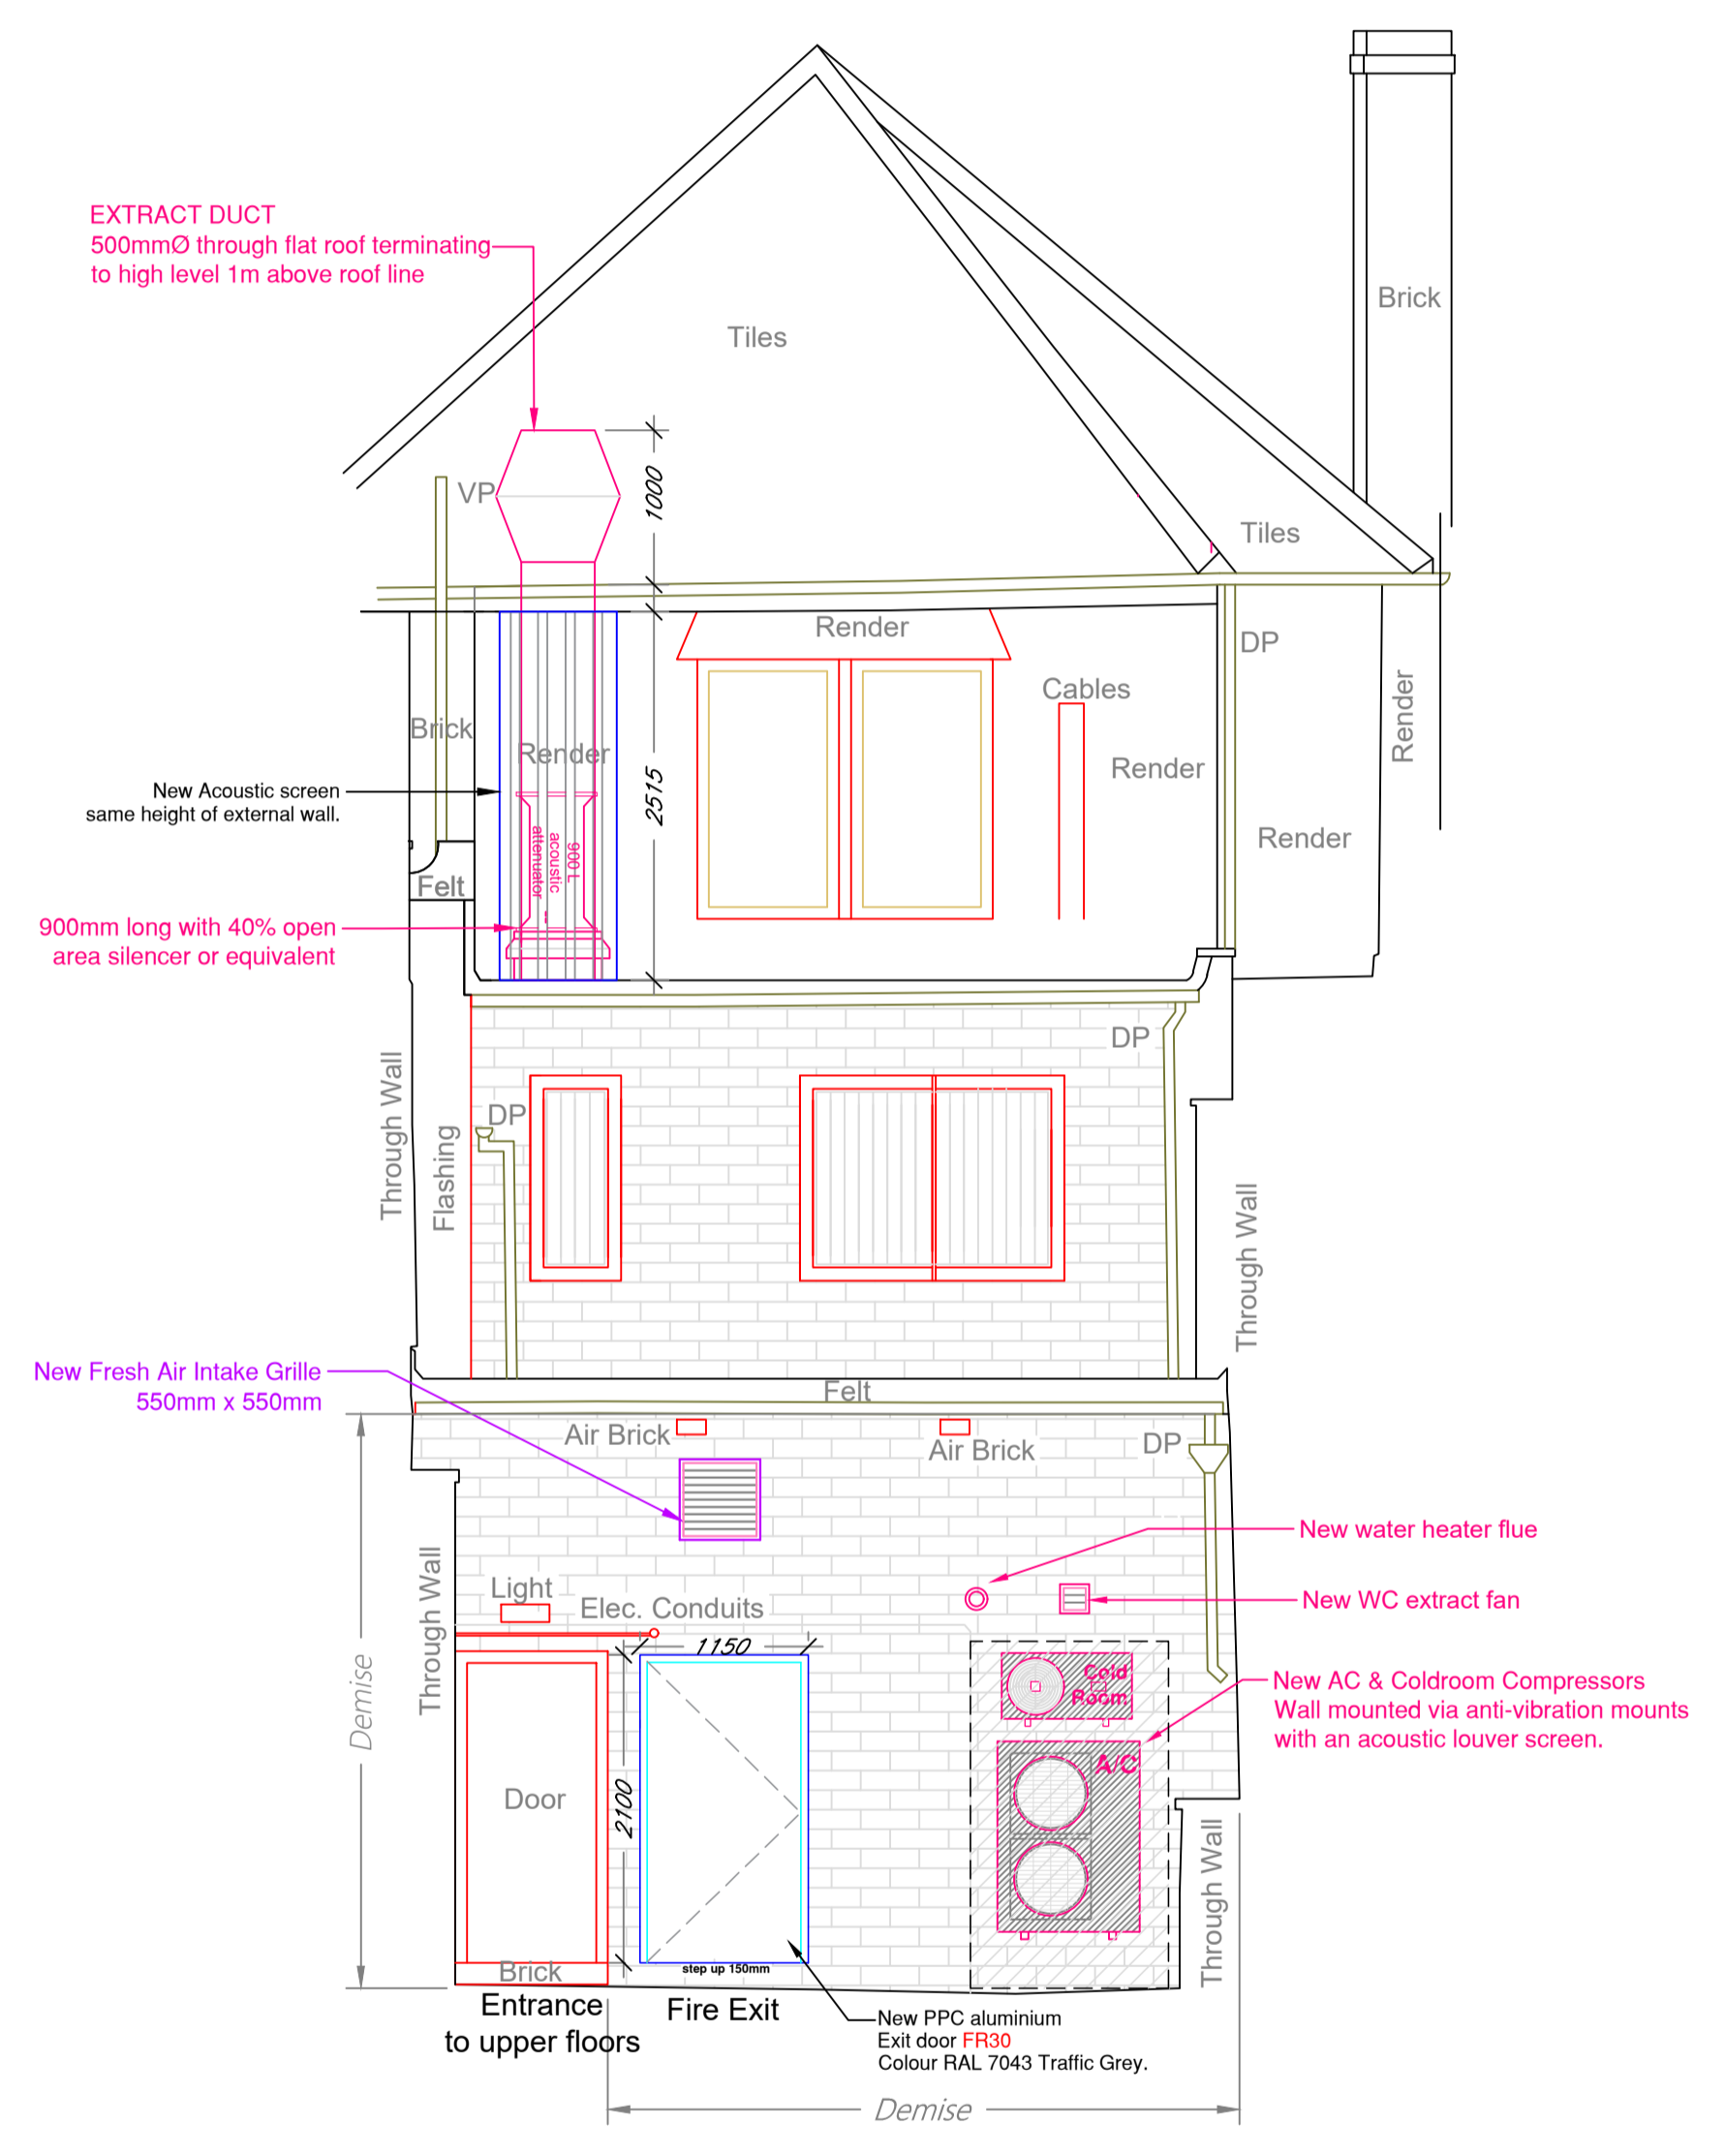 EXTRACT DUCT
500mmØ through flat roof terminating
to high level 1m above roof line
Brick
Tiles
VP
1000
Tiles
Render
DP
Render
Cables
Brick
Render
Render
2515
New Acoustic screen
same height of external wall.
Render
900 L
acoustic
attenuator
Felt
900mm long with 40% open
area silencer or equivalent
DP
DP
Through Wall
Flashing
Through Wall
New Fresh Air Intake Grille
550mm x 550mm
Felt
Air Brick
Air Brick
DP
New water heater flue
Light
Elec. Conduits
New WC extract fan
Through Wall
1150
Demise
Cold
Room
New AC & Coldroom Compressors
Wall mounted via anti-vibration mounts
with an acoustic louver screen.
A/C
Door
2100
Through Wall
Brick
step up 150mm
Entrance
to upper floors
Fire Exit
New PPC aluminium
Exit door FR30
Colour RAL 7043 Traffic Grey.
Demise